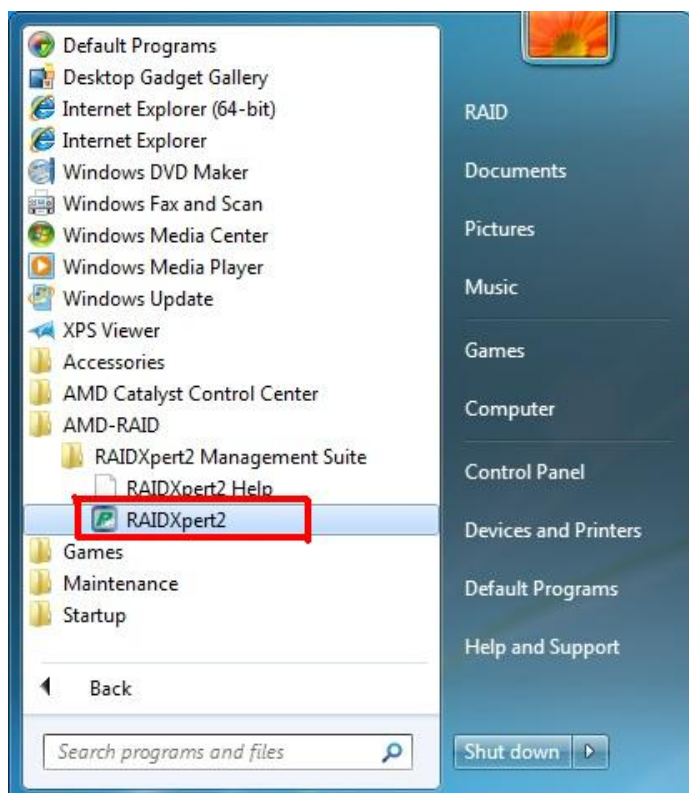 Default Programs
Desktop Gadget Gallery
Internet Explorer (64-bit)
Internet Explorer
Windows DVD Maker
Windows Fax and Scan
Windows Media Center
Windows Media Player
Windows Update
XPS Viewer
Accessories
AMD Catalyst Control Center
AMD-RAID
RAIDXpert2 Management Suite
RAIDXpert2 Help
RAIDXpert2
Games
Maintenance
Startup
Back
Search programs and files
RAID
Documents
Pictures
Music
Games
Computer
Control Panel
Devices and Printers
Default Programs
Help and Support
Shut down